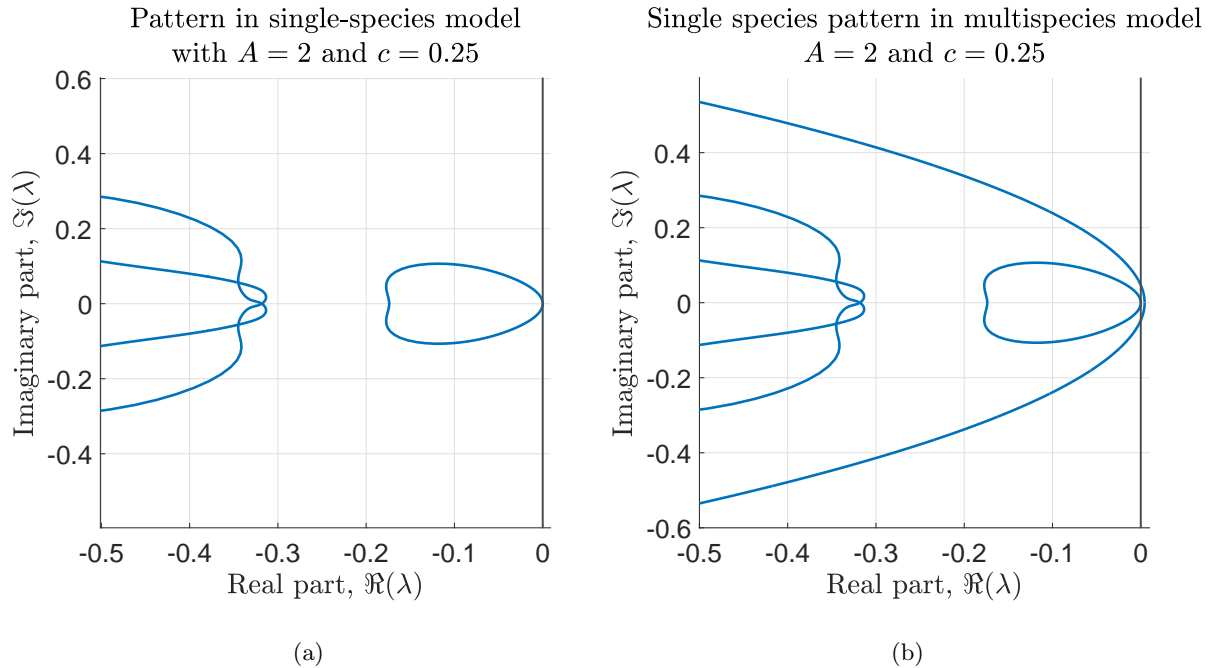 Pattern in single-species model
with A = 2 and c = 0.25
0.6
0.4
0.2
0
-0.2
-0.4
Imaginary part, ℑ(λ)
-0.5
-0.4
-0.3
-0.2
-0.1
0
Real part, ℜ(λ)
(a)
Single species pattern in multispecies model
A = 2 and c = 0.25
0.4
0.2
0
-0.2
-0.4
-0.6
Imaginary part, ℑ(λ)
-0.5
-0.4
-0.3
-0.2
-0.1
0
Real part, ℜ(λ)
(b)